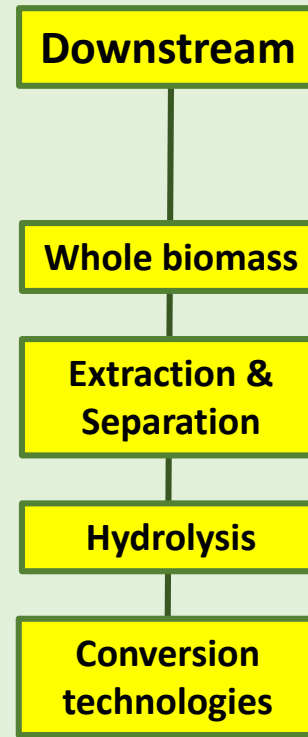 Downstream
Whole biomass
Extraction &
Separation
Hydrolysis
Conversion
technologies